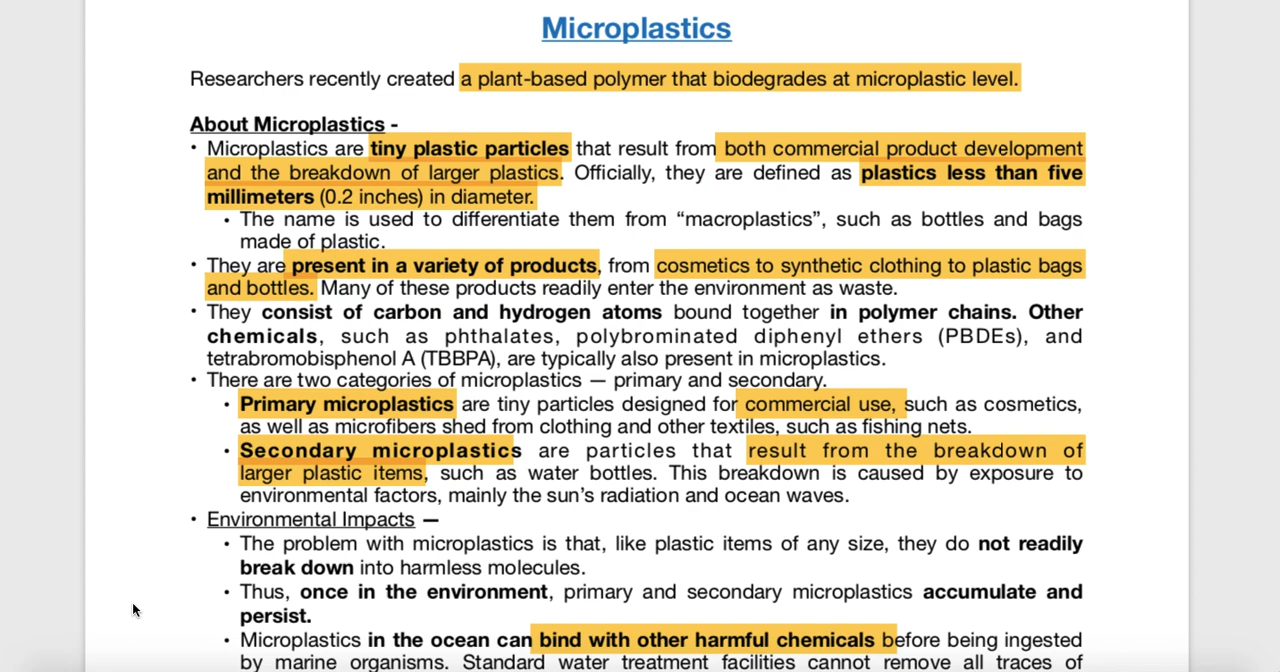 Microplastics
Researchers recently created a plant-based polymer that biodegrades at microplastic level.
About Microplastics -
• Microplastics are tiny plastic particles that result from both commercial product development
and the breakdown of larger plastics. Officially, they are defined as plastics less than five
millimeters (0.2 inches) in diameter.
• The name is used to differentiate them from “macroplastics”, such as bottles and bags
made of plastic.
• They are present in a variety of products, from cosmetics to synthetic clothing to plastic bags
and bottles. Many of these products readily enter the environment as waste.
• They consist of carbon and hydrogen atoms bound together in polymer chains. Other
chemicals, such as phthalates, polybrominated diphenyl ethers (PBDEs), and
tetrabromobisphenol A (TBBPA), are typically also present in microplastics.
• There are two categories of microplastics — primary and secondary.
• Primary microplastics are tiny particles designed for commercial use, such as cosmetics,
as well as microfibers shed from clothing and other textiles, such as fishing nets.
• Secondary microplastics are particles that result from the breakdown of
larger plastic items, such as water bottles. This breakdown is caused by exposure to
environmental factors, mainly the sun’s radiation and ocean waves.
• Environmental Impacts —
• The problem with microplastics is that, like plastic items of any size, they do not readily
break down into harmless molecules.
• Thus, once in the environment, primary and secondary microplastics accumulate and
persist.
• Microplastics in the ocean can bind with other harmful chemicals before being ingested
by marine organisms. Standard water treatment facilities cannot remove all traces of